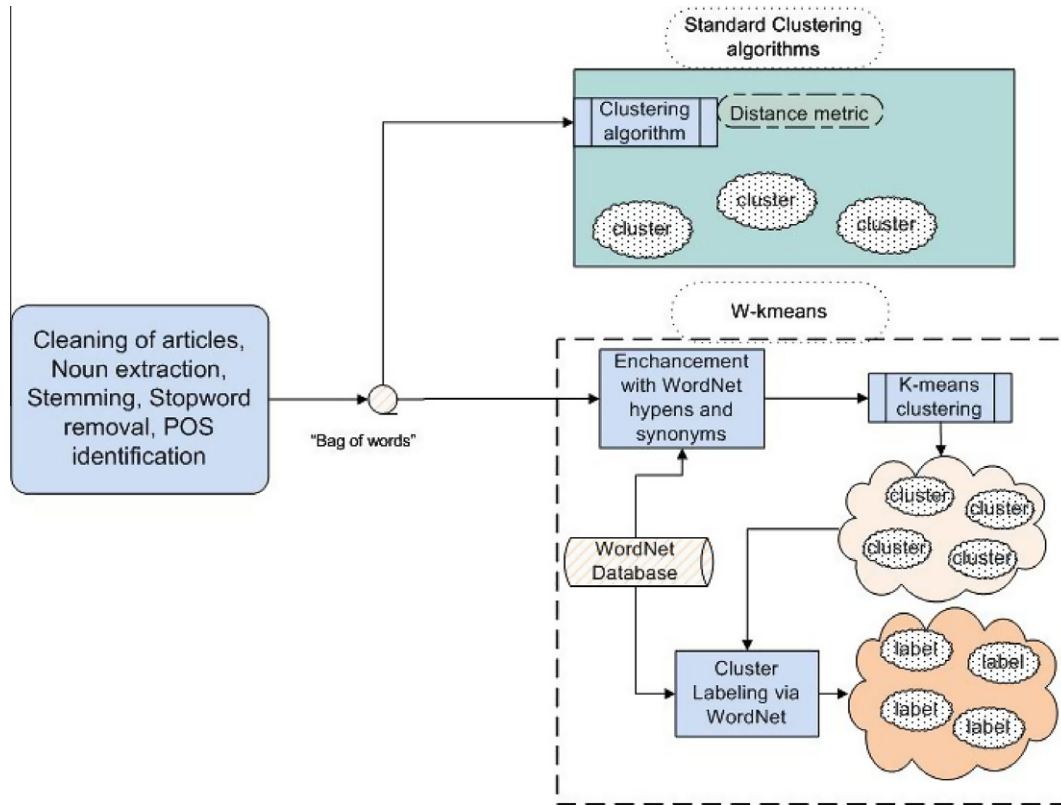 Standard Clustering
algorithms
Clustering
algorithm
Distance metric
cluster
cluster
cluster
W-kmeans
Cleaning of articles,
Noun extraction,
Stemming, Stopword
removal, POS
identification
"Bag of words"
Enchancement
with WordNet
hypens and
synonyms
K-means
clustering
cluster
cluster
cluster
cluster
WordNet
Database
Cluster
Labeling via
WordNet
label
label
label
label